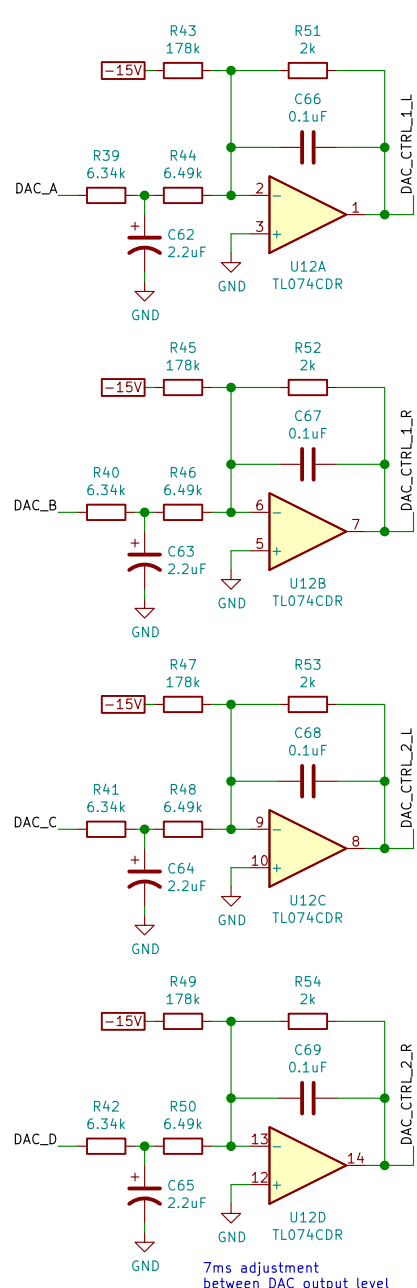 R43
178k
R51
2k
-15V
C66
0.1uF
DAC_CTRL_1_L
R39
6.34k
R44
6.49k
DAC_A
2
-
1
+
C62
2.2uF
3
+
GND
U12A
TL074CDR
GND
R45
178k
R52
2k
-15V
C67
0.1uF
DAC_CTRL_1_R
R40
6.34k
R46
6.49k
DAC_B
6
-
7
+
C63
2.2uF
5
+
GND
U12B
TL074CDR
GND
R47
178k
R53
2k
-15V
C68
0.1uF
DAC_CTRL_2_L
R41
6.34k
R48
6.49k
DAC_C
9
-
8
+
C64
2.2uF
10
+
GND
U12C
TL074CDR
GND
R49
178k
R54
2k
-15V
C69
0.1uF
DAC_CTRL_2_R
R42
6.34k
R50
6.49k
DAC_D
13
-
14
+
C65
2.2uF
12
+
GND
U12D
TL074CDR
GND
7ms adjustment
between DAC output level